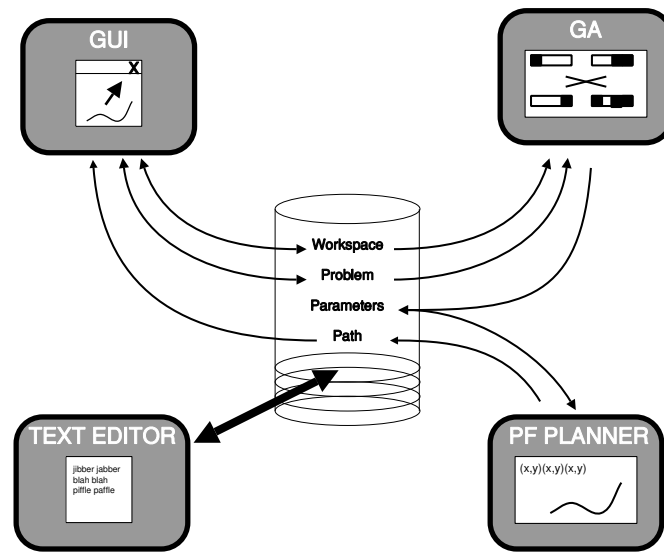 GUI
X
GA
Workspace
Problem
Parameters
Path
TEXT EDITOR
jibber jabber
blah blah
piffle paffle
PF PLANNER
(x,y)(x,y)(x,y)